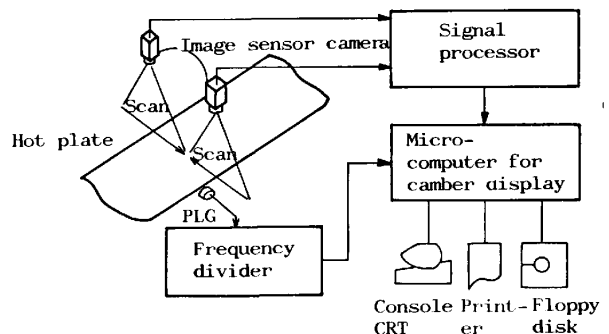 Signal
processor
Image sensor camera
Scan
Hot plate
Scan
Micro-
computer for
camber display
PLG
Frequency
divider
Console
CRT
Print-
er
Floppy
disk